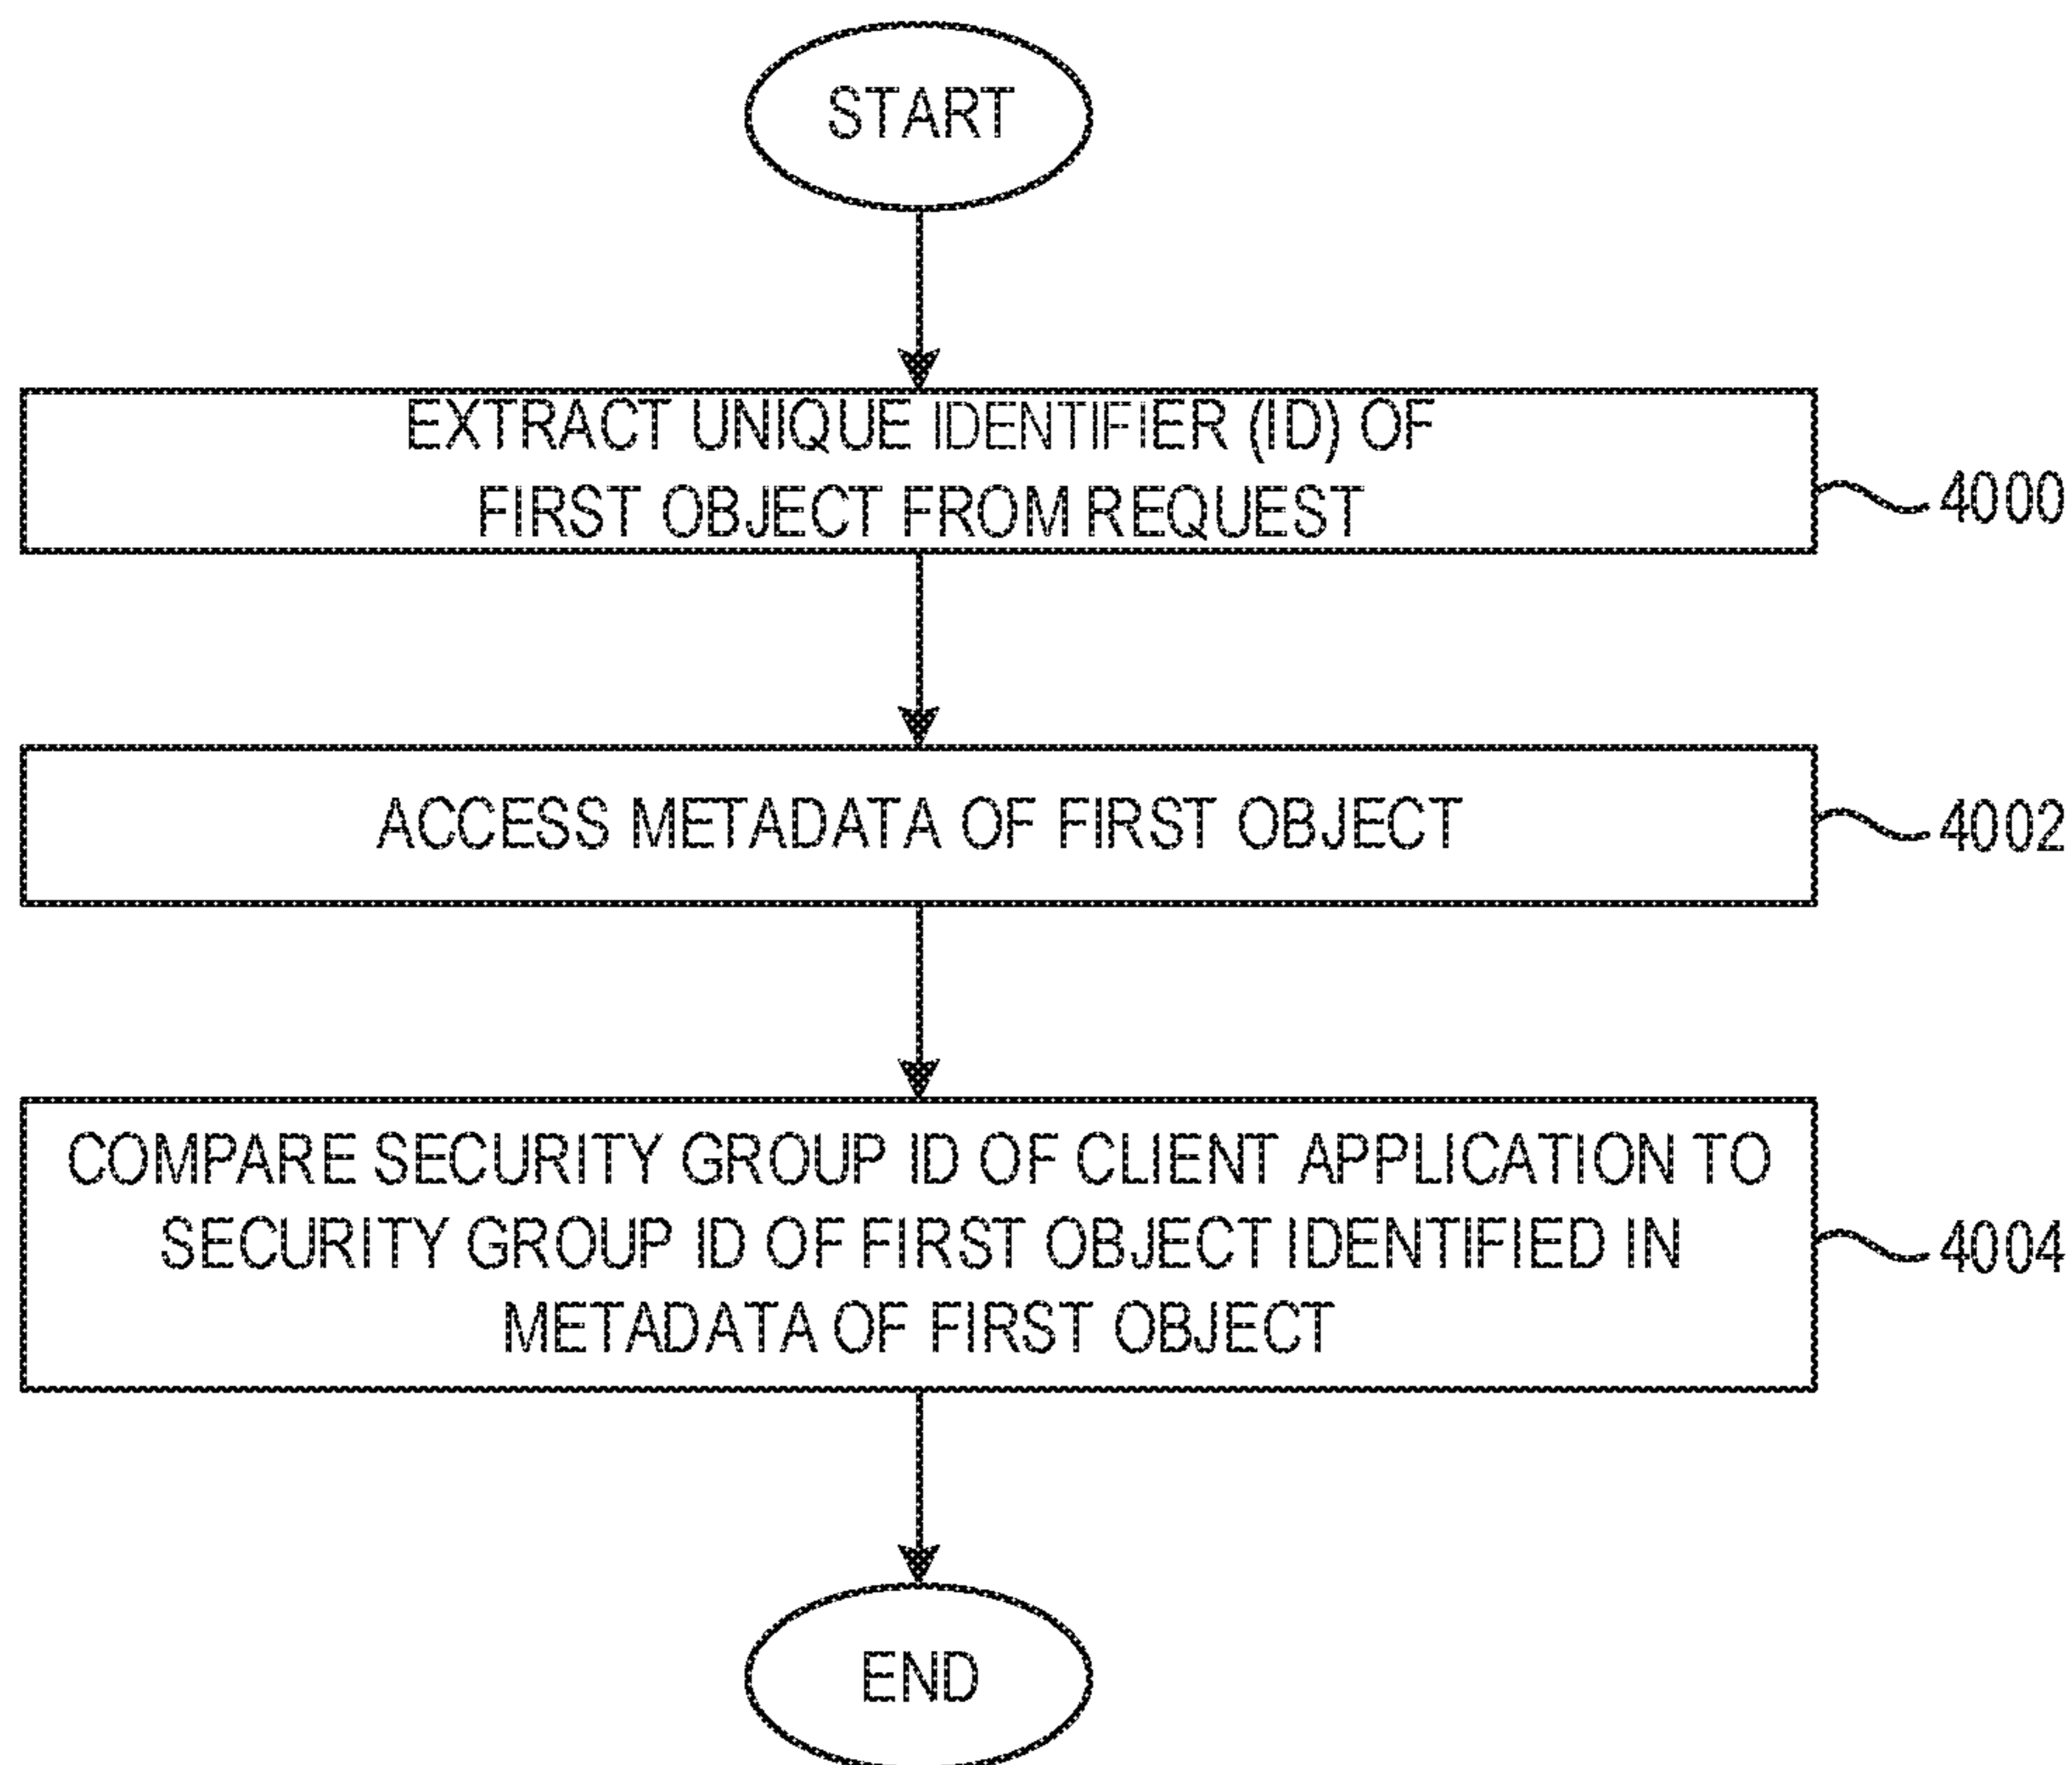 START
EXTRACT UNIQUE IDENTIFIER (ID) OF
FIRST OBJECT FROM REQUEST
4000
ACCESS METADATA OF FIRST OBJECT
4002
COMPARE SECURITY GROUP ID OF CLIENT APPLICATION TO
SECURITY GROUP ID OF FIRST OBJECT IDENTIFIED IN
METADATA OF FIRST OBJECT
4004
END